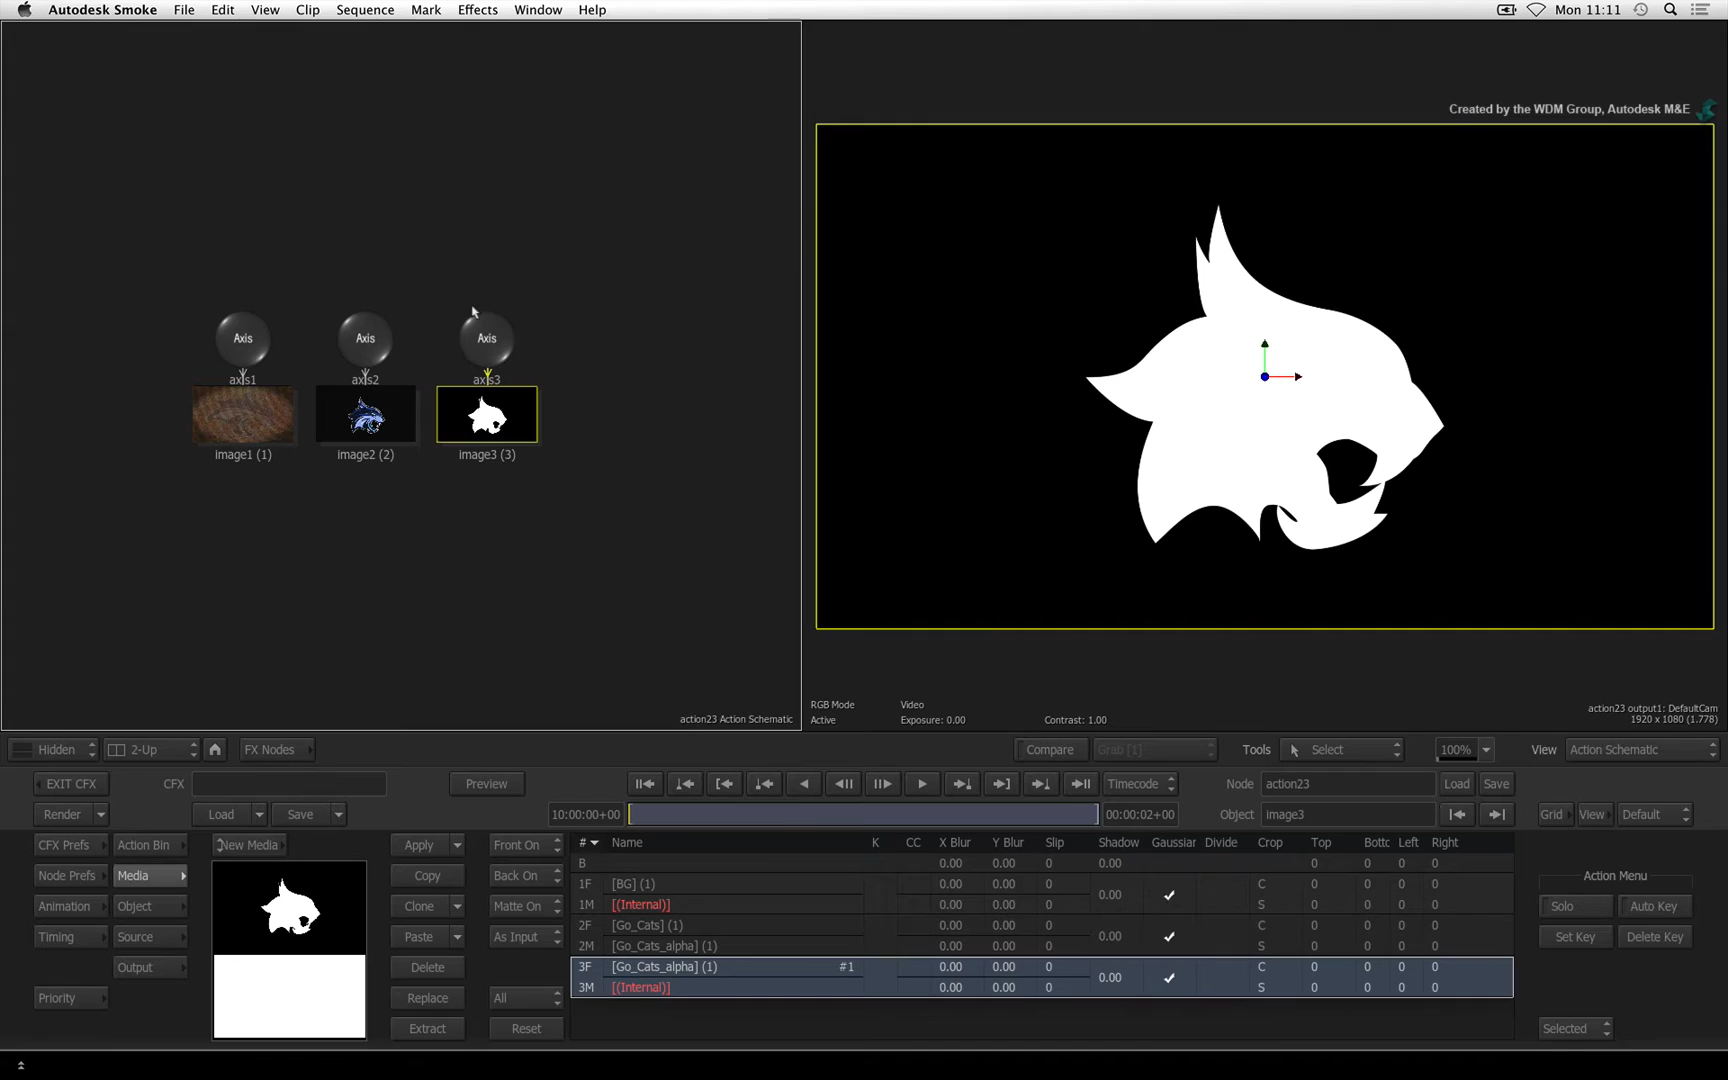 Autodesk Smoke File Edit View Clip Sequence Mark Effects Window Help Mon 11:11
Created by the WDM Group, Autodesk M&E
Axis Axis Axis
axis1 axis2 axis3
image1 (1) image2 (2) image3 (3)
RGB Mode Video
Active Exposure: 0.00 Contrast: 1.00
action23 Action Schematic
action23 output1: DefaultCam
1920 x 1080 (1.778)
Hidden 2-Up FX Nodes Compare Grab [1] Tools Select 100% View Action Schematic
EXIT CFX CFX Preview Timecode Node action23 Load Save
Render Load Save 10:00:00+00 00:00:02+00 Object image3 Grid View Default
CFX Prefs Action Bin New Media Apply Front On # Name K CC X Blur Y Blur Slip Shadow Gaussiar Divide Crop Top Bottc Left Right
B 0.00 0.00 0 0.00 0 0 0 0
Node Prefs Media Copy Back On 1F [BG] (1) 0.00 0.00 0 0.00 C 0 0 0 0 Action Menu
Animation Object Clone Matte On 1M [(Internal)] 0.00 0.00 0 S 0 0 0 0 Solo Auto Key
2F [Go_Cats] (1) 0.00 0.00 0 0.00 C 0 0 0 0
Timing Source Paste As Input 2M [Go_Cats_alpha] (1) 0.00 0.00 0 S 0 0 0 0 Set Key Delete Key
Output Delete 3F [Go_Cats_alpha] (1) #1 0.00 0.00 0 0.00 C 0 0 0 0
3M [(Internal)] 0.00 0.00 0 S 0 0 0 0
Priority Replace All
Extract Reset Selected